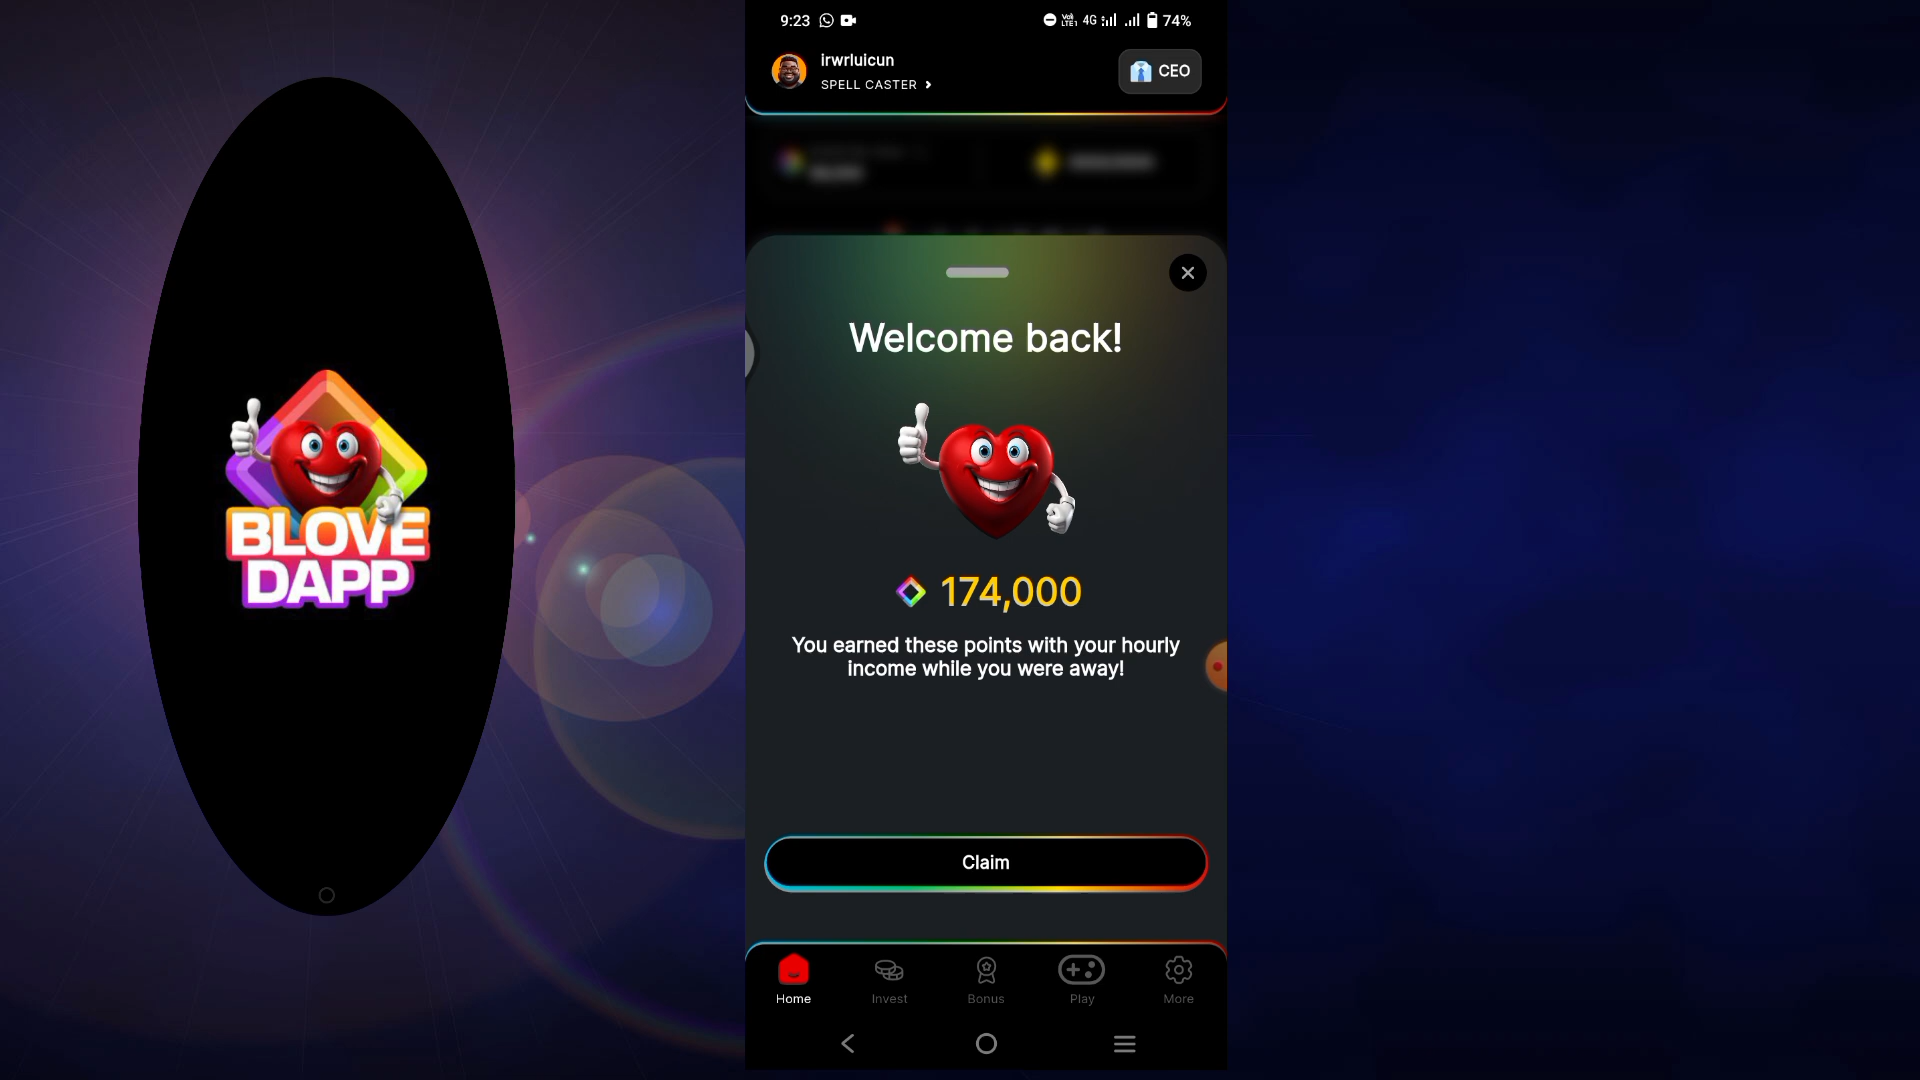 BLOVE
DAPP
9:23
VoLTE1 4G 74%
irwrluicun
SPELL CASTER
CEO
Welcome back!
174,000
You earned these points with your hourly
income while you were away!
Claim
Home
Invest
Bonus
Play
More